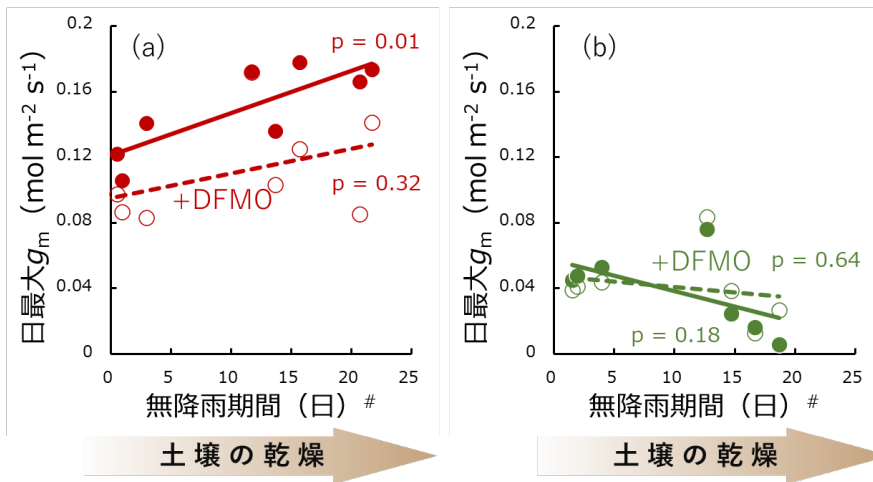 (a)
p = 0.01
+DFMO
p = 0.32
0.2
0.16
0.12
0.08
0.04
0
日最大gm (mol m-2 s-1)
0 5 10 15 20 25
無降雨期間（日）#
土壌の乾燥
(b)
+DFMO
p = 0.64
p = 0.18
0.2
0.16
0.12
0.08
0.04
0
日最大gm (mol m-2 s-1)
0 5 10 15 20 25
無降雨期間（日）#
土壌の乾燥